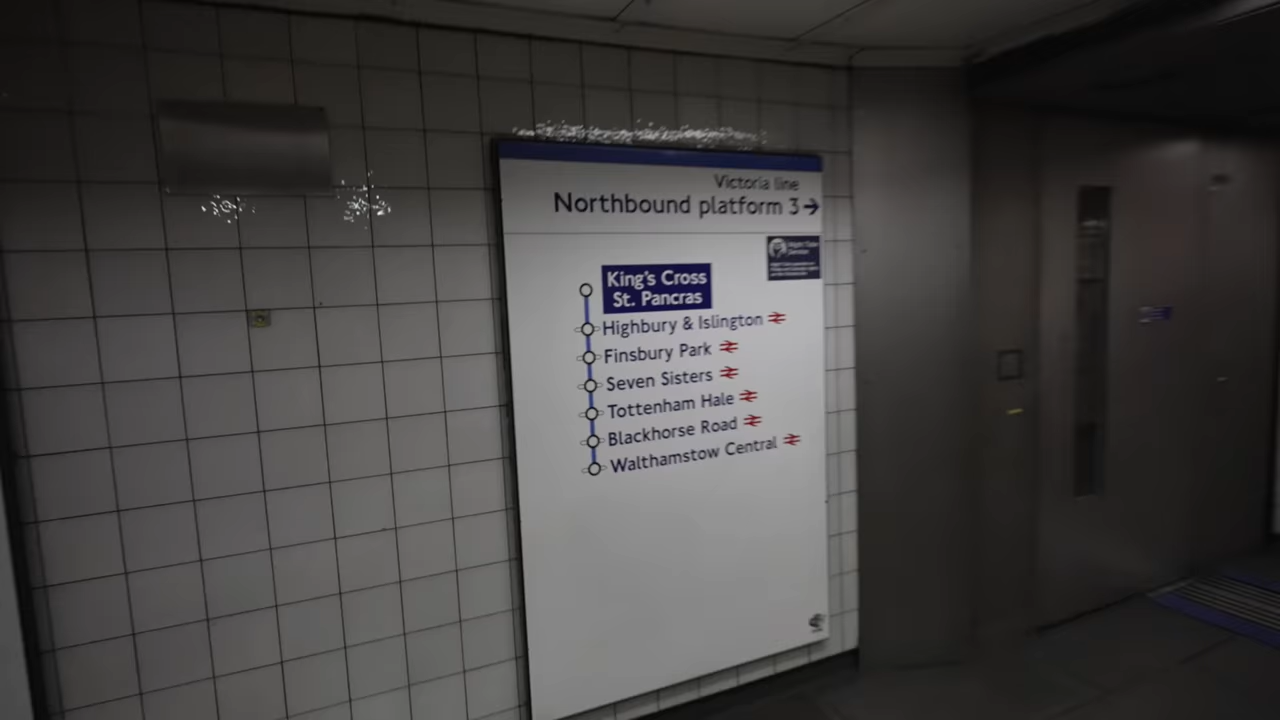 Victoria line
Northbound platform 3→
King's Cross
St. Pancras
Highbury & Islington
Finsbury Park
Seven Sisters
Tottenham Hale
Blackhorse Road
Walthamstow Central